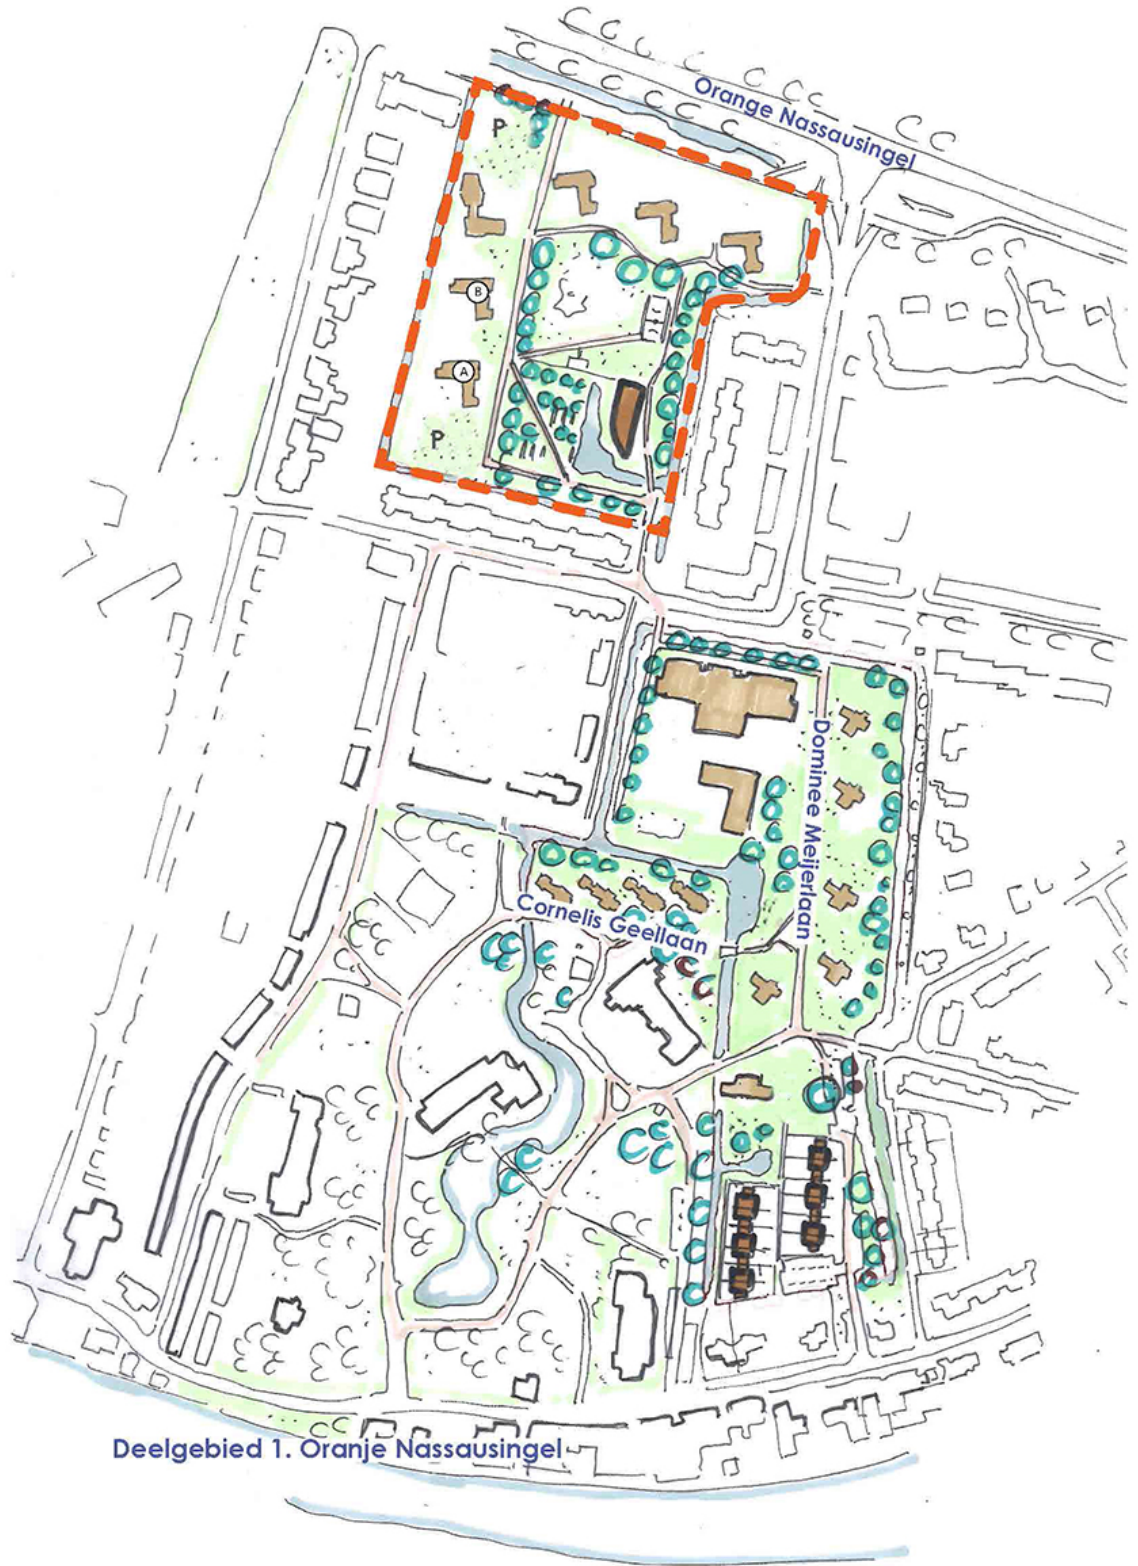 Orange Nassausingel
P
B
A
P
Dominee Meijerlaan
Cornelis Geellaan
Deelgebied 1. Oranje Nassausingel